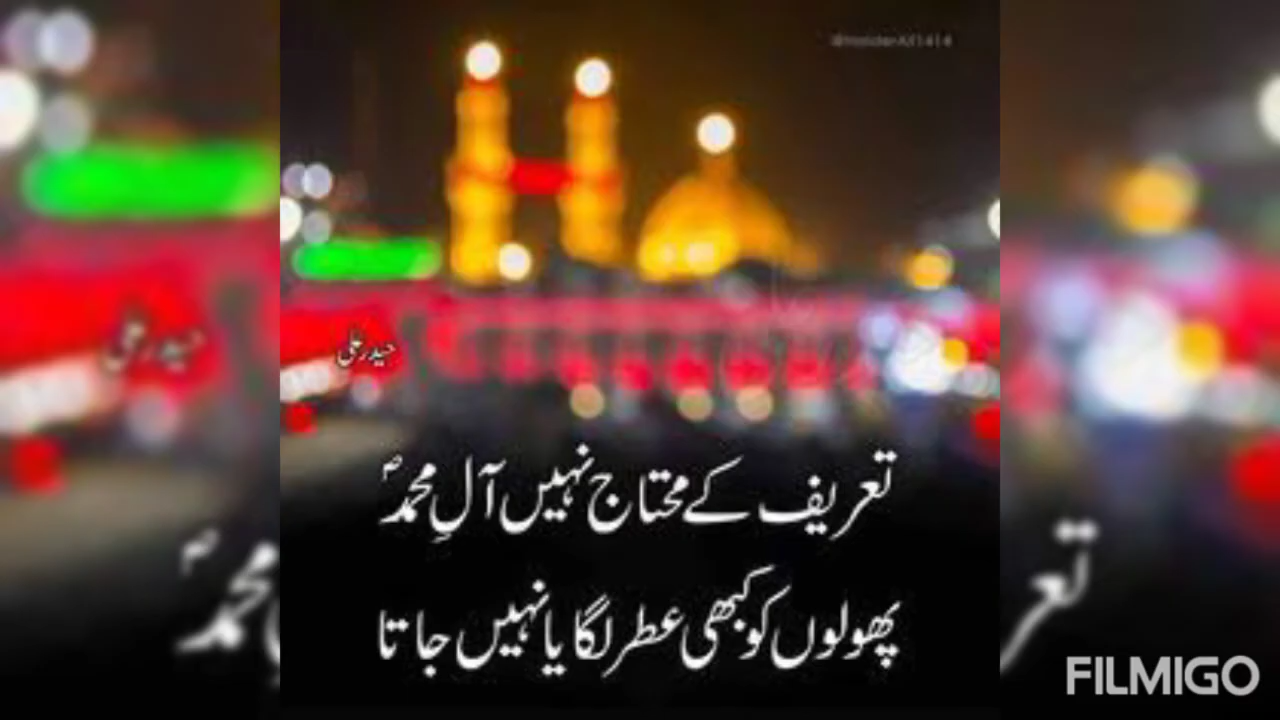 حیدر علی
تعریف کے محتاج نہیں آلِ محمدؐ
پھولوں کو کبھی عطر لگایا نہیں جاتا
FILMIGO